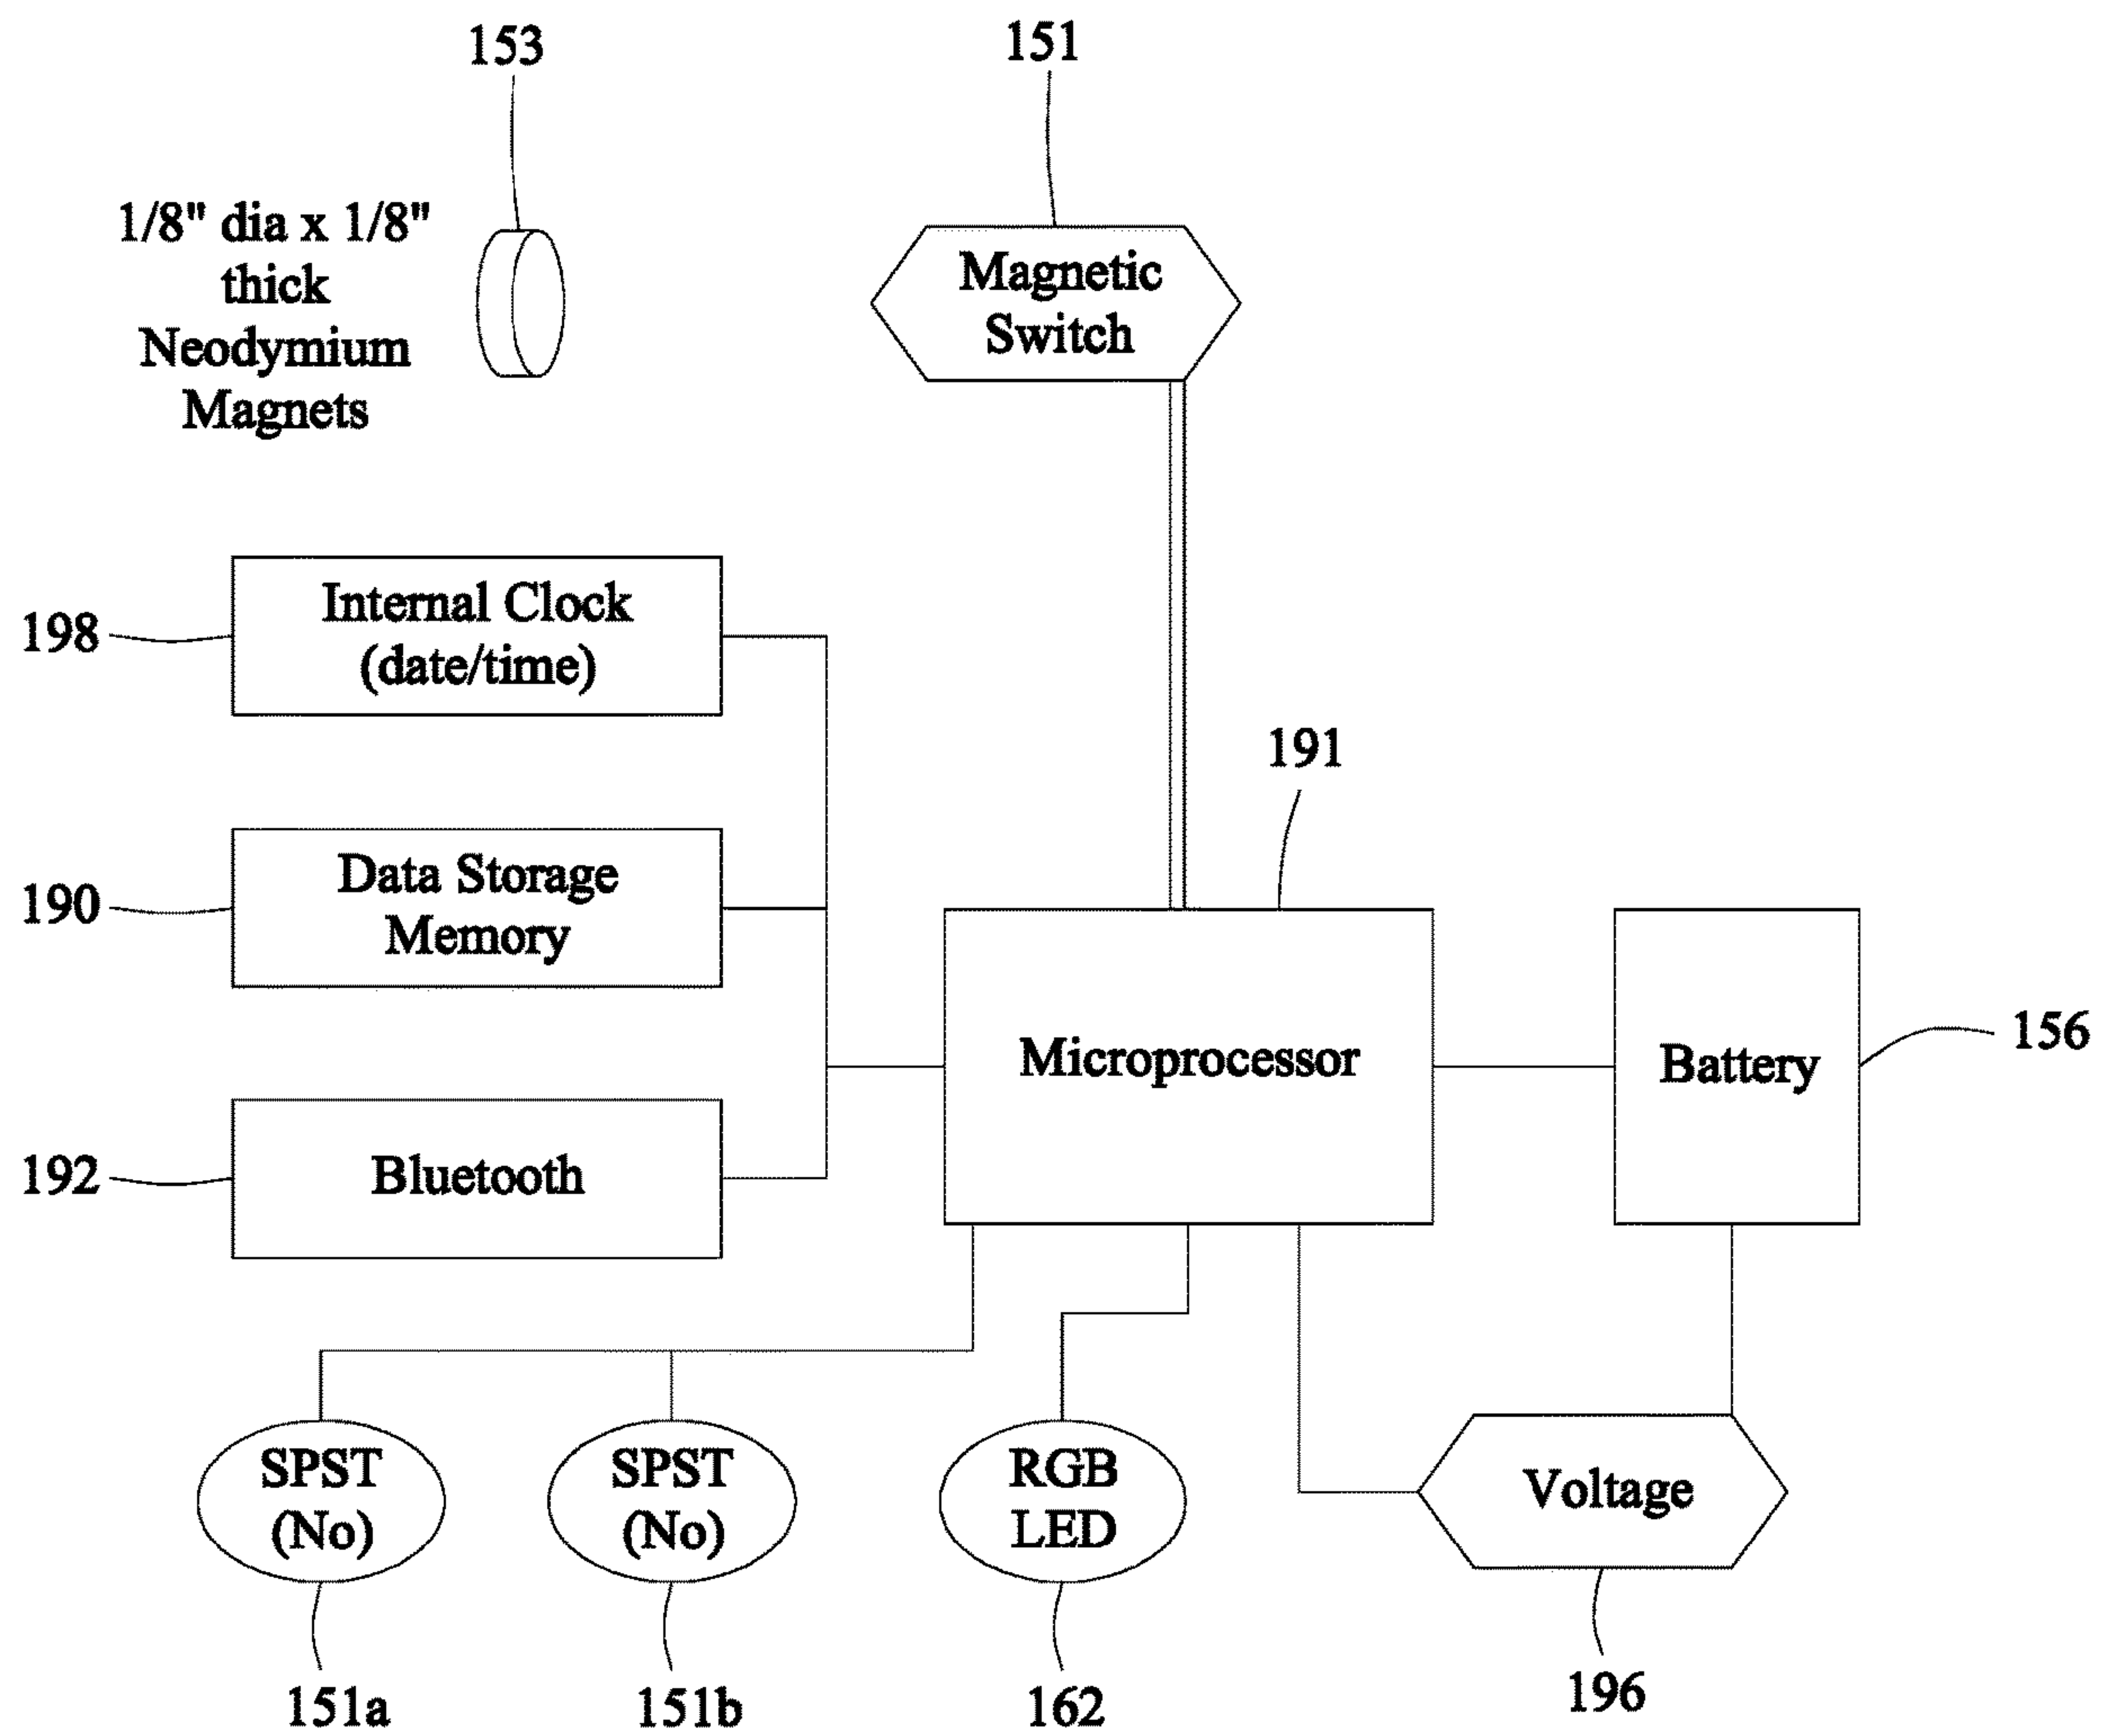 153
151
1/8" dia x 1/8"
thick
Neodymium
Magnets
Magnetic
Switch
198
Internal Clock
(date/time)
191
190
Data Storage
Memory
Microprocessor
Battery
156
192
Bluetooth
SPST
(No)
SPST
(No)
RGB
LED
Voltage
151a
151b
162
196